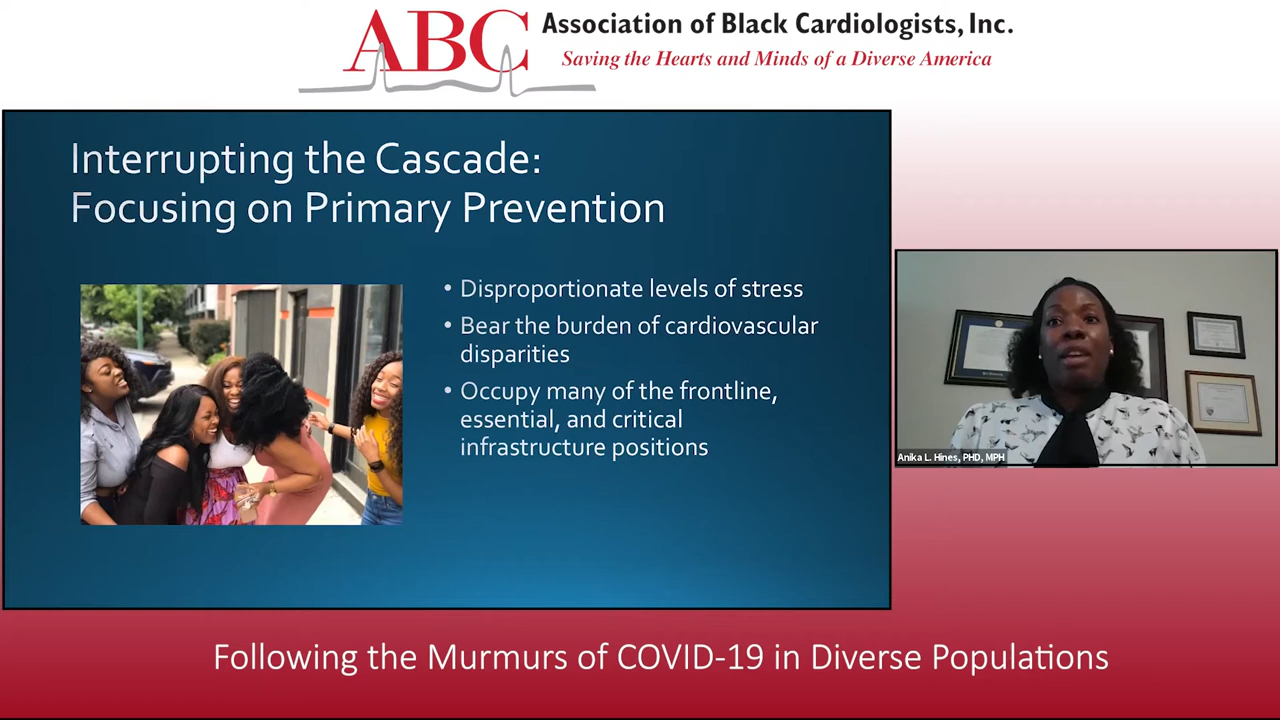 ABC
Association of Black Cardiologists, Inc.
Saving the Hearts and Minds of a Diverse America
Interrupting the Cascade:
Focusing on Primary Prevention
• Disproportionate levels of stress
• Bear the burden of cardiovascular
disparities
• Occupy many of the frontline,
essential, and critical
infrastructure positions
Anika L. Hines, PHD, MPH
Following the Murmurs of COVID-19 in Diverse Populations